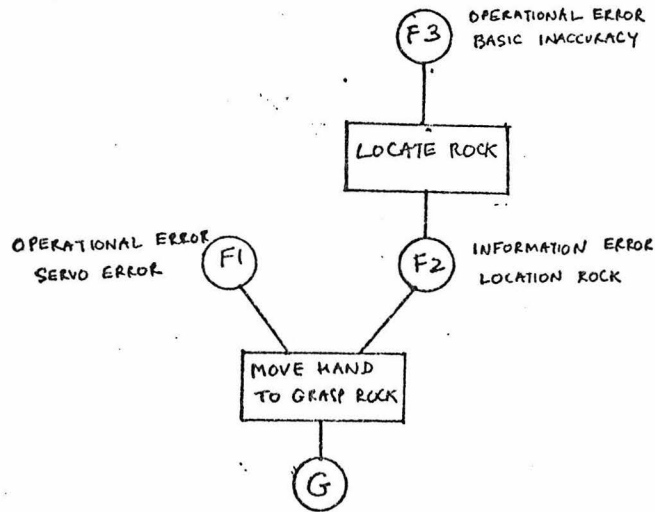 F3
OPERATIONAL ERROR
BASIC INACCURACY
LOCATE ROCK
OPERATIONAL ERROR
SERVO ERROR
F1
F2
INFORMATION ERROR
LOCATION ROCK
MOVE HAND
TO GRASP ROCK
G